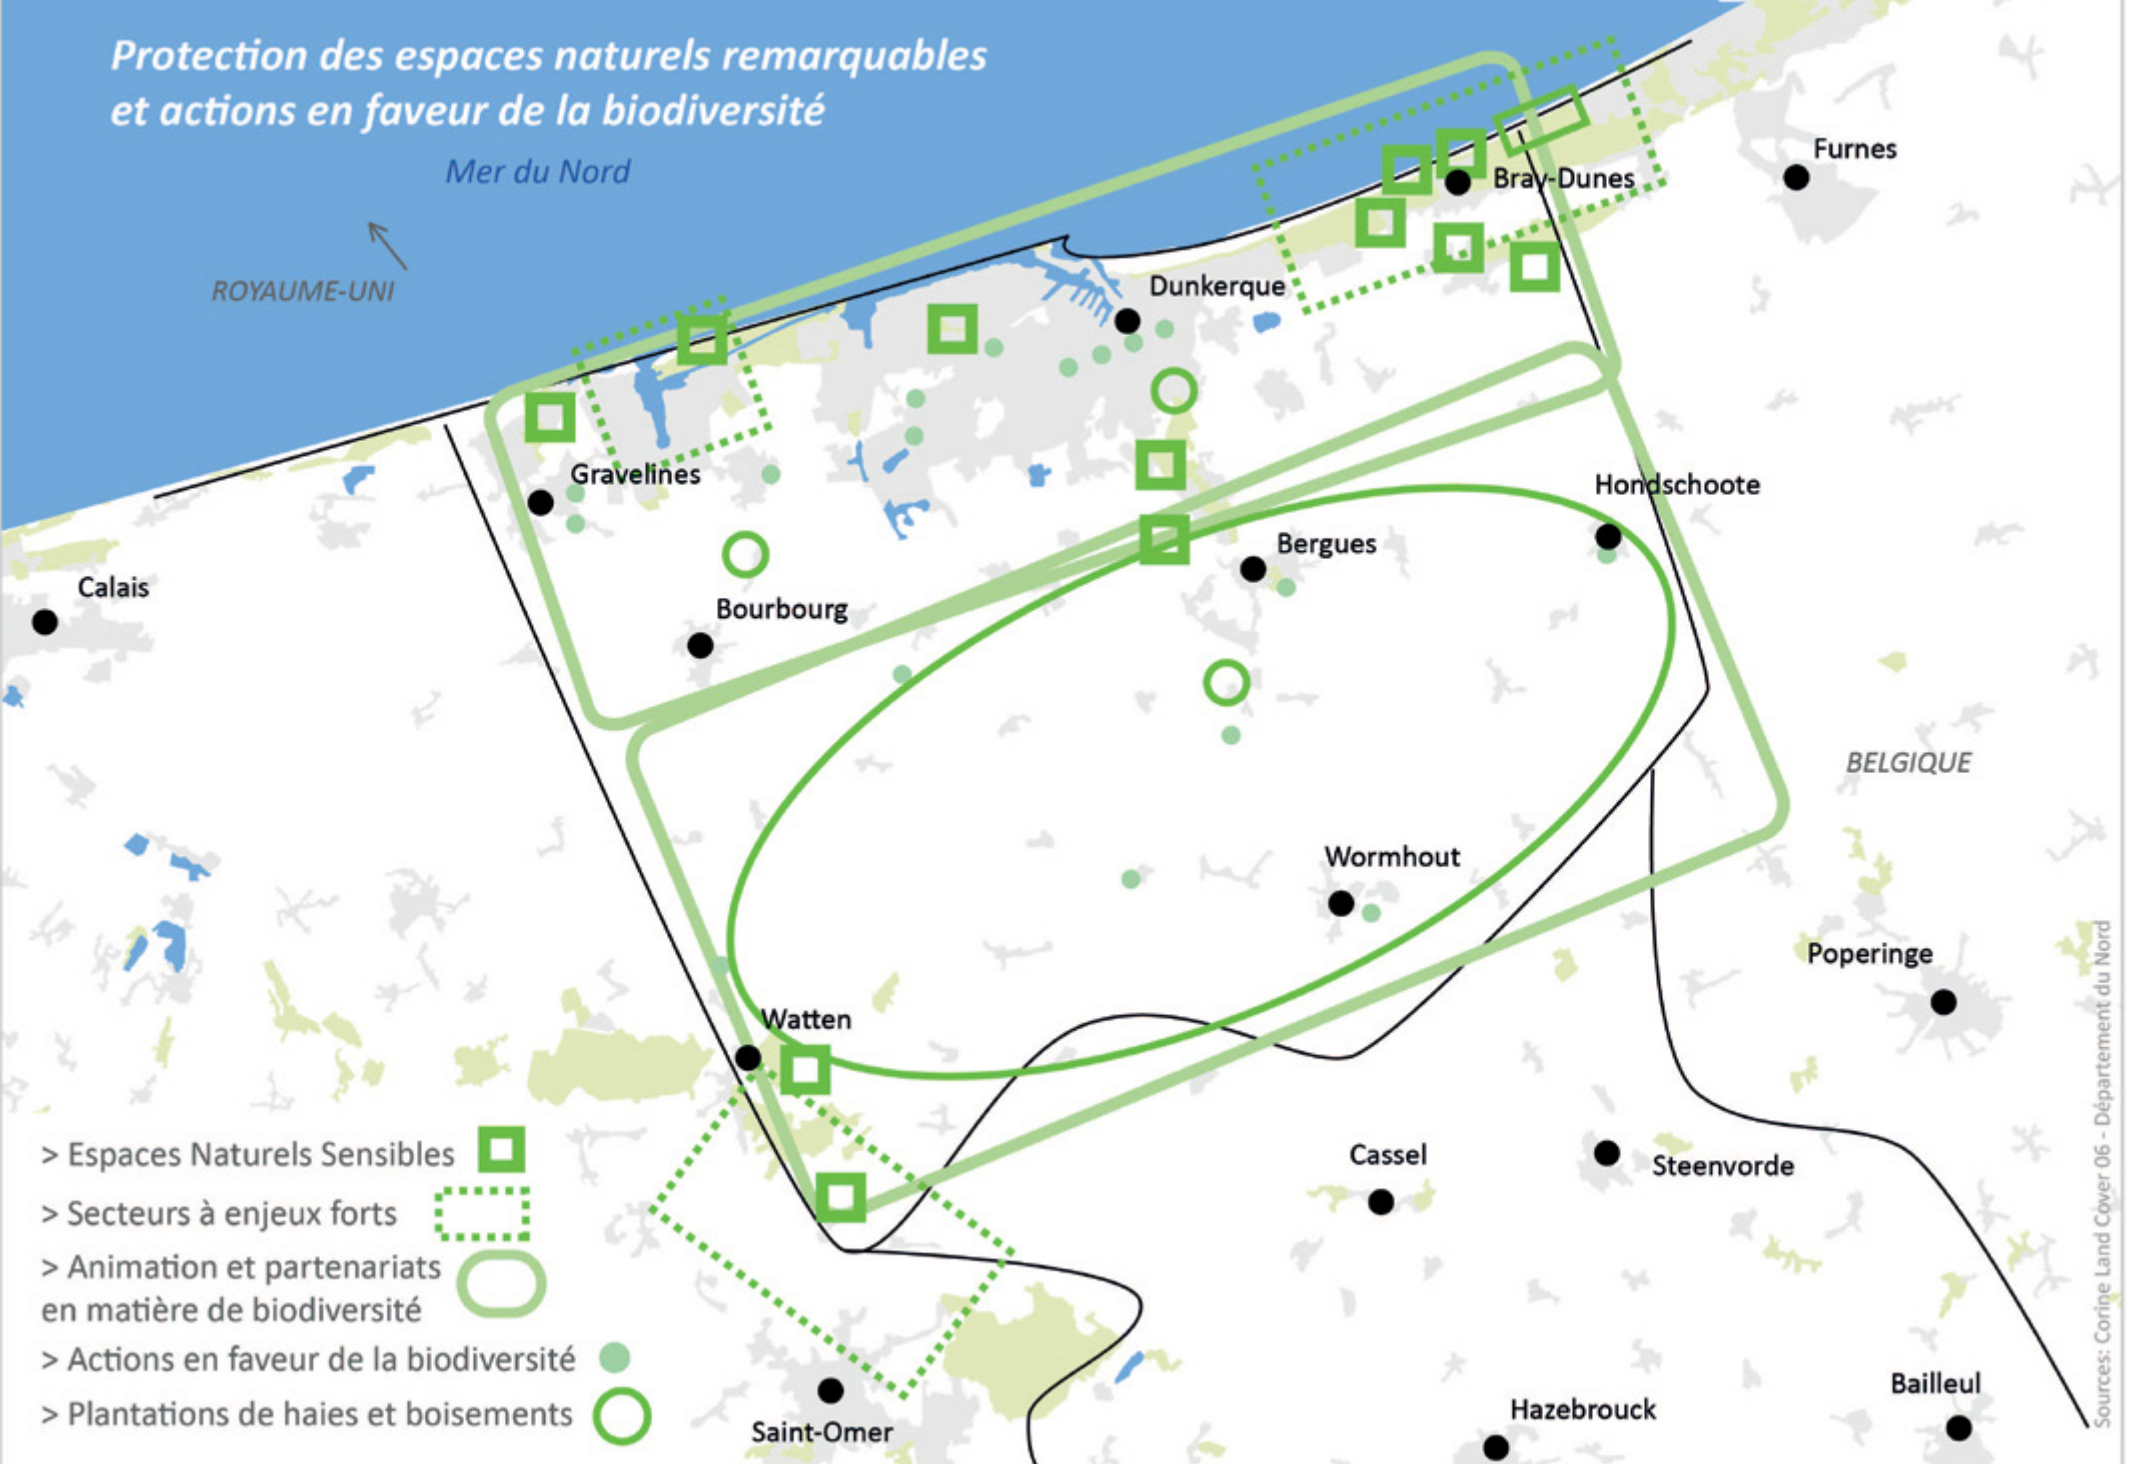 Protection des espaces naturels remarquables
et actions en faveur de la biodiversité
Mer du Nord
ROYAUME-UNI
Furnes
Bray-Dunes
Dunkerque
Gravelines
Hondschoote
Bergues
Calais
Bourbourg
BELGIQUE
Wormhout
Poperinge
Watten
Cassel
Steenvorde
Saint-Omer
Hazebrouck
Bailleul
> Espaces Naturels Sensibles
> Secteurs à enjeux forts
> Animation et partenariats
en matière de biodiversité
> Actions en faveur de la biodiversité
> Plantations de haies et boisements
Sources: Corine Land Cover 06 - Département du Nord